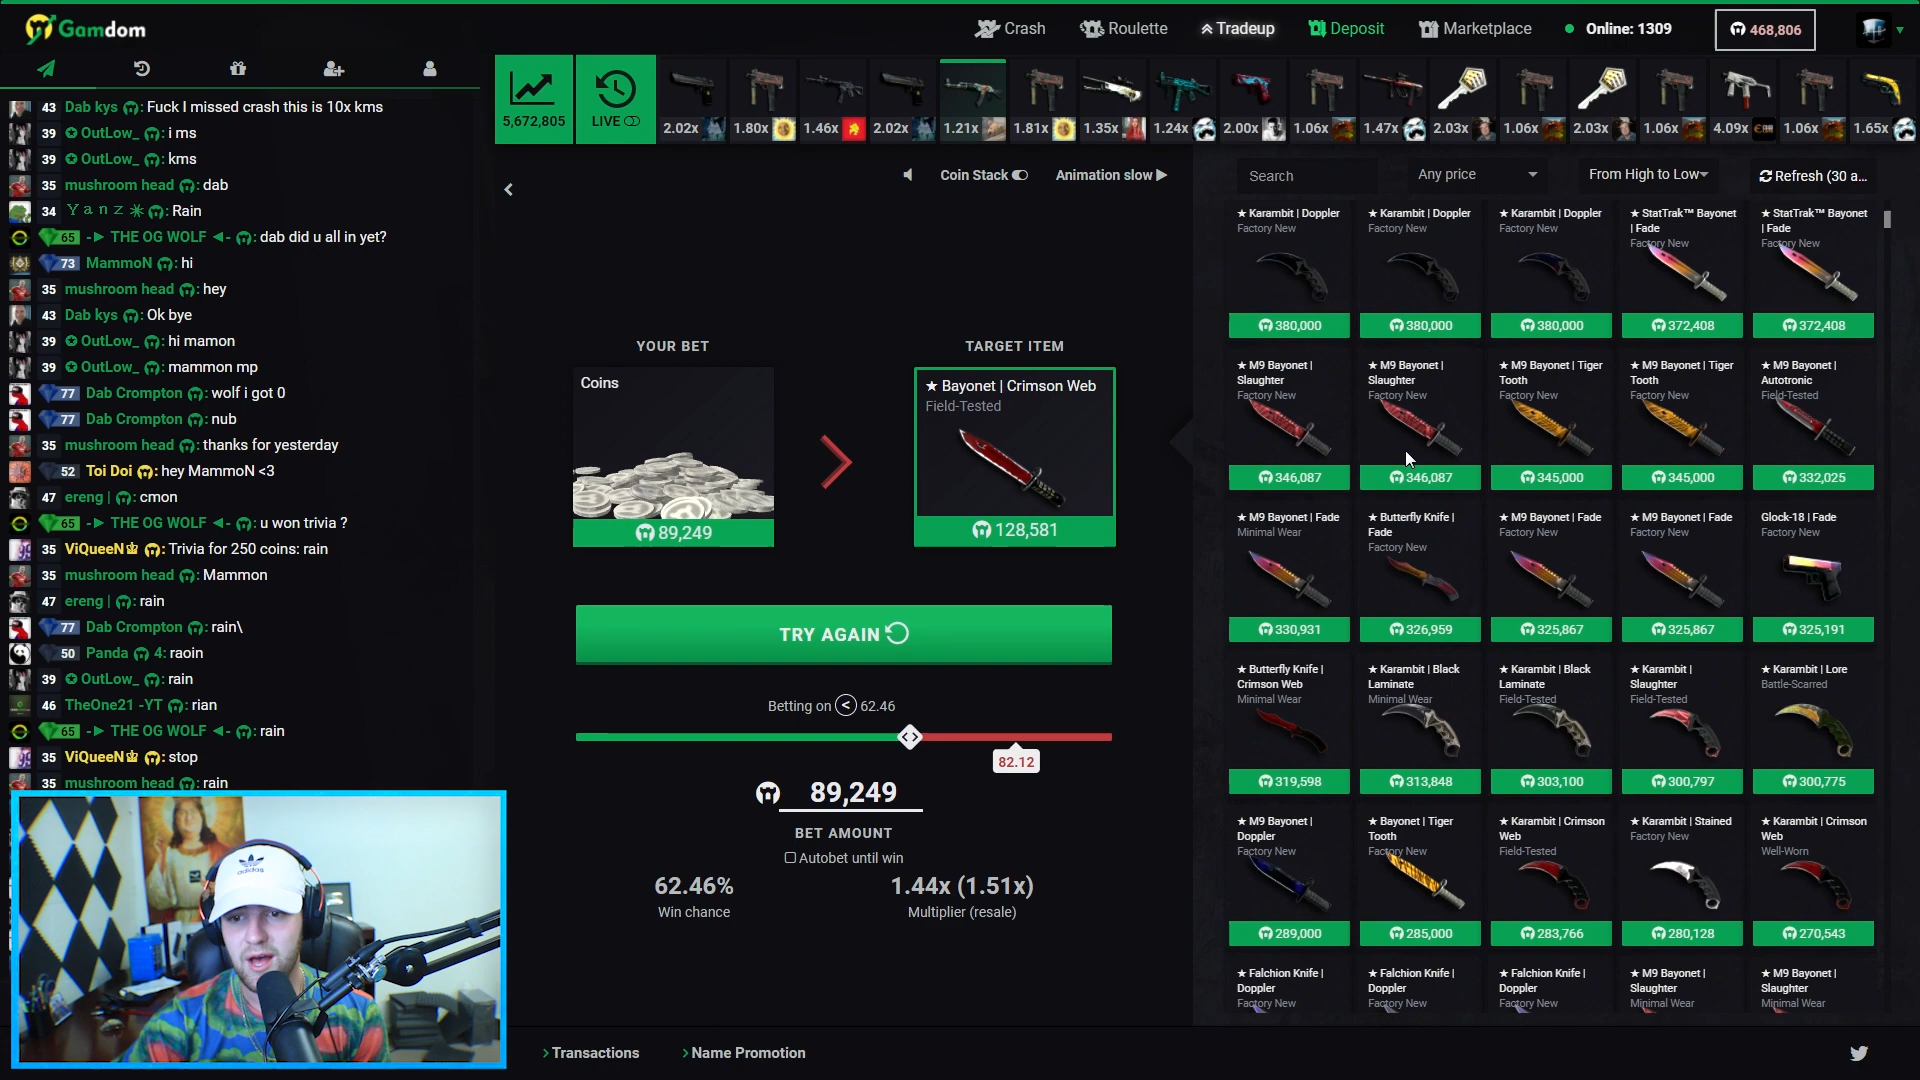 Gamdom
Crash
Roulette
Tradeup
Deposit
Marketplace
Online: 1309
468,806
43 Dab kys : Fuck I missed crash this is 10x kms
39 OutLow_ : i ms
39 OutLow_ : kms
35 mushroom head : dab
34 Yanz : Rain
65 -► THE OG WOLF ◄- : dab did u all in yet?
73 MammoN : hi
35 mushroom head : hey
43 Dab kys : Ok bye
39 OutLow_ : hi mamon
39 OutLow_ : mammon mp
77 Dab Crompton : wolf i got 0
77 Dab Crompton : nub
35 mushroom head : thanks for yesterday
52 Toi Doi : hey MammoN <3
47 ereng | : cmon
65 -► THE OG WOLF ◄- : u won trivia ?
35 ViQueeN♕ : Trivia for 250 coins: rain
35 mushroom head : Mammon
47 ereng | : rain
77 Dab Crompton : rain\
50 Panda 4: raoin
39 OutLow_ : rain
46 TheOne21 -YT : rian
65 -► THE OG WOLF ◄- : rain
35 ViQueeN♕ : stop
35 mushroom head : rain
adidas
5,672,805
LIVE
2.02x
1.80x
1.46x
2.02x
1.21x
1.81x
1.35x
1.24x
2.00x
1.06x
1.47x
2.03x
1.06x
2.03x
1.06x
4.09x
1.06x
1.65x
Coin Stack
Animation slow
YOUR BET
Coins
89,249
TARGET ITEM
★ Bayonet | Crimson Web
Field-Tested
128,581
TRY AGAIN
Betting on < 62.46
82.12
89,249
BET AMOUNT
Autobet until win
62.46%
Win chance
1.44x (1.51x)
Multiplier (resale)
Search
Any price
From High to Low
Refresh (30 a...
★ Karambit | Doppler
Factory New
380,000
★ Karambit | Doppler
Factory New
380,000
★ Karambit | Doppler
Factory New
380,000
★ StatTrak™ Bayonet
| Fade
Factory New
372,408
★ StatTrak™ Bayonet
| Fade
Factory New
372,408
★ M9 Bayonet |
Slaughter
Factory New
346,087
★ M9 Bayonet |
Slaughter
Factory New
346,087
★ M9 Bayonet | Tiger
Tooth
Factory New
345,000
★ M9 Bayonet | Tiger
Tooth
Factory New
345,000
★ M9 Bayonet |
Autotronic
Field-Tested
332,025
★ M9 Bayonet | Fade
Minimal Wear
330,931
★ Butterfly Knife |
Fade
Factory New
326,959
★ M9 Bayonet | Fade
Factory New
325,867
★ M9 Bayonet | Fade
Factory New
325,867
Glock-18 | Fade
Factory New
325,191
★ Butterfly Knife |
Crimson Web
Minimal Wear
319,598
★ Karambit | Black
Laminate
Minimal Wear
313,848
★ Karambit | Black
Laminate
Field-Tested
303,100
★ Karambit |
Slaughter
Field-Tested
300,797
★ Karambit | Lore
Battle-Scarred
300,775
★ M9 Bayonet |
Doppler
Factory New
289,000
★ Bayonet | Tiger
Tooth
Factory New
285,000
★ Karambit | Crimson
Web
Field-Tested
283,766
★ Karambit | Stained
Factory New
280,128
★ Karambit | Crimson
Web
Well-Worn
270,543
★ Falchion Knife |
Doppler
Factory New
★ Falchion Knife |
Doppler
Factory New
★ Falchion Knife |
Doppler
Factory New
★ M9 Bayonet |
Slaughter
Minimal Wear
★ M9 Bayonet |
Slaughter
Minimal Wear
Transactions
Name Promotion